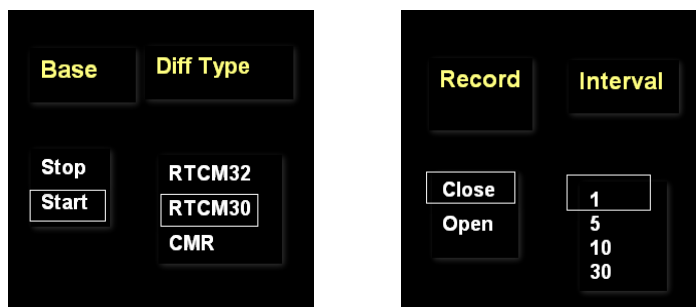 Base
Diff Type
Stop
Start
RTCM32
RTCM30
CMR
Record
Interval
Close
Open
1
5
10
30